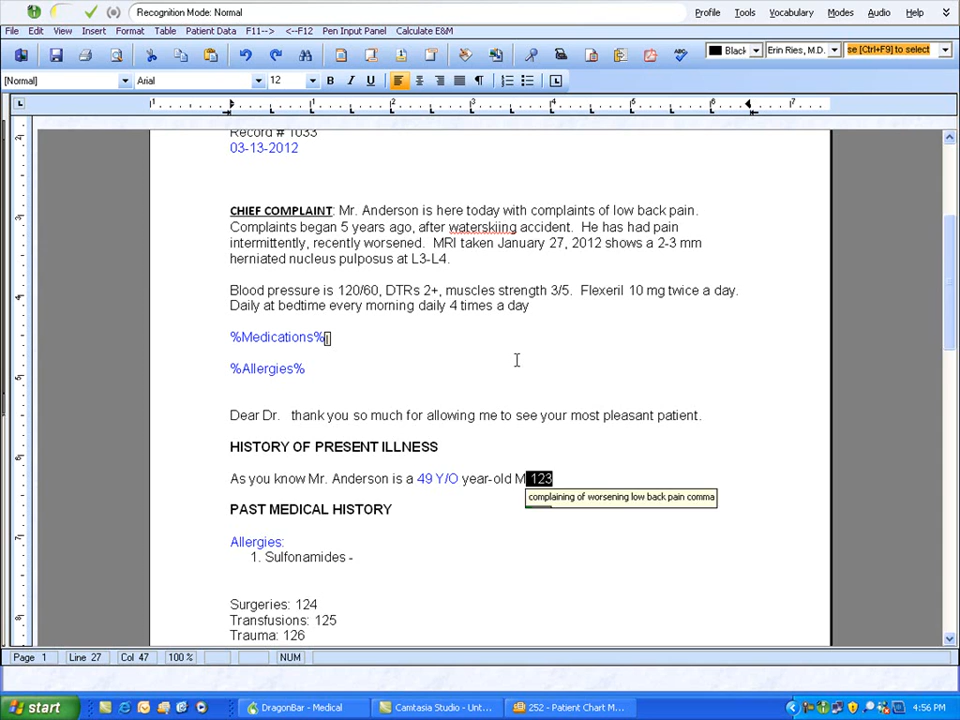 Recognition Mode: Normal
Profile Tools Vocabulary Modes Audio Help
File Edit View Insert Format Table Patient Data F11--> <--F12 Pen Input Panel Calculate E&M
Black Erin Ries, M.D. se [Ctrl+F9] to select
[Normal] Arial 12 B I U
1 1 2 3 4 5 6 7
Record # 1033
03-13-2012
CHIEF COMPLAINT: Mr. Anderson is here today with complaints of low back pain.
Complaints began 5 years ago, after waterskiing accident. He has had pain
intermittently, recently worsened. MRI taken January 27, 2012 shows a 2-3 mm
herniated nucleus pulposus at L3-L4.
Blood pressure is 120/60, DTRs 2+, muscles strength 3/5. Flexeril 10 mg twice a day.
Daily at bedtime every morning daily 4 times a day
%Medications%
%Allergies%
Dear Dr. thank you so much for allowing me to see your most pleasant patient.
HISTORY OF PRESENT ILLNESS
As you know Mr. Anderson is a 49 Y/O year-old M 123
complaining of worsening low back pain comma
PAST MEDICAL HISTORY
Allergies:
1. Sulfonamides -
Surgeries: 124
Transfusions: 125
Trauma: 126
Page 1 Line 27 Col 47 100 % NUM
start DragonBar - Medical Camtasia Studio - Unt... 252 - Patient Chart M... 4:56 PM